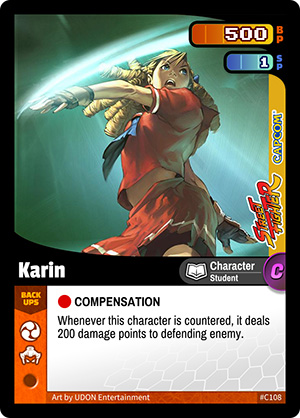 500 BP
1 SP
CAPCOM
STREET FIGHTER
Karin
Character
Student
C
BACK UPS
COMPENSATION
Whenever this character is countered, it deals
200 damage points to defending enemy.
Art by UDON Entertainment
#C108